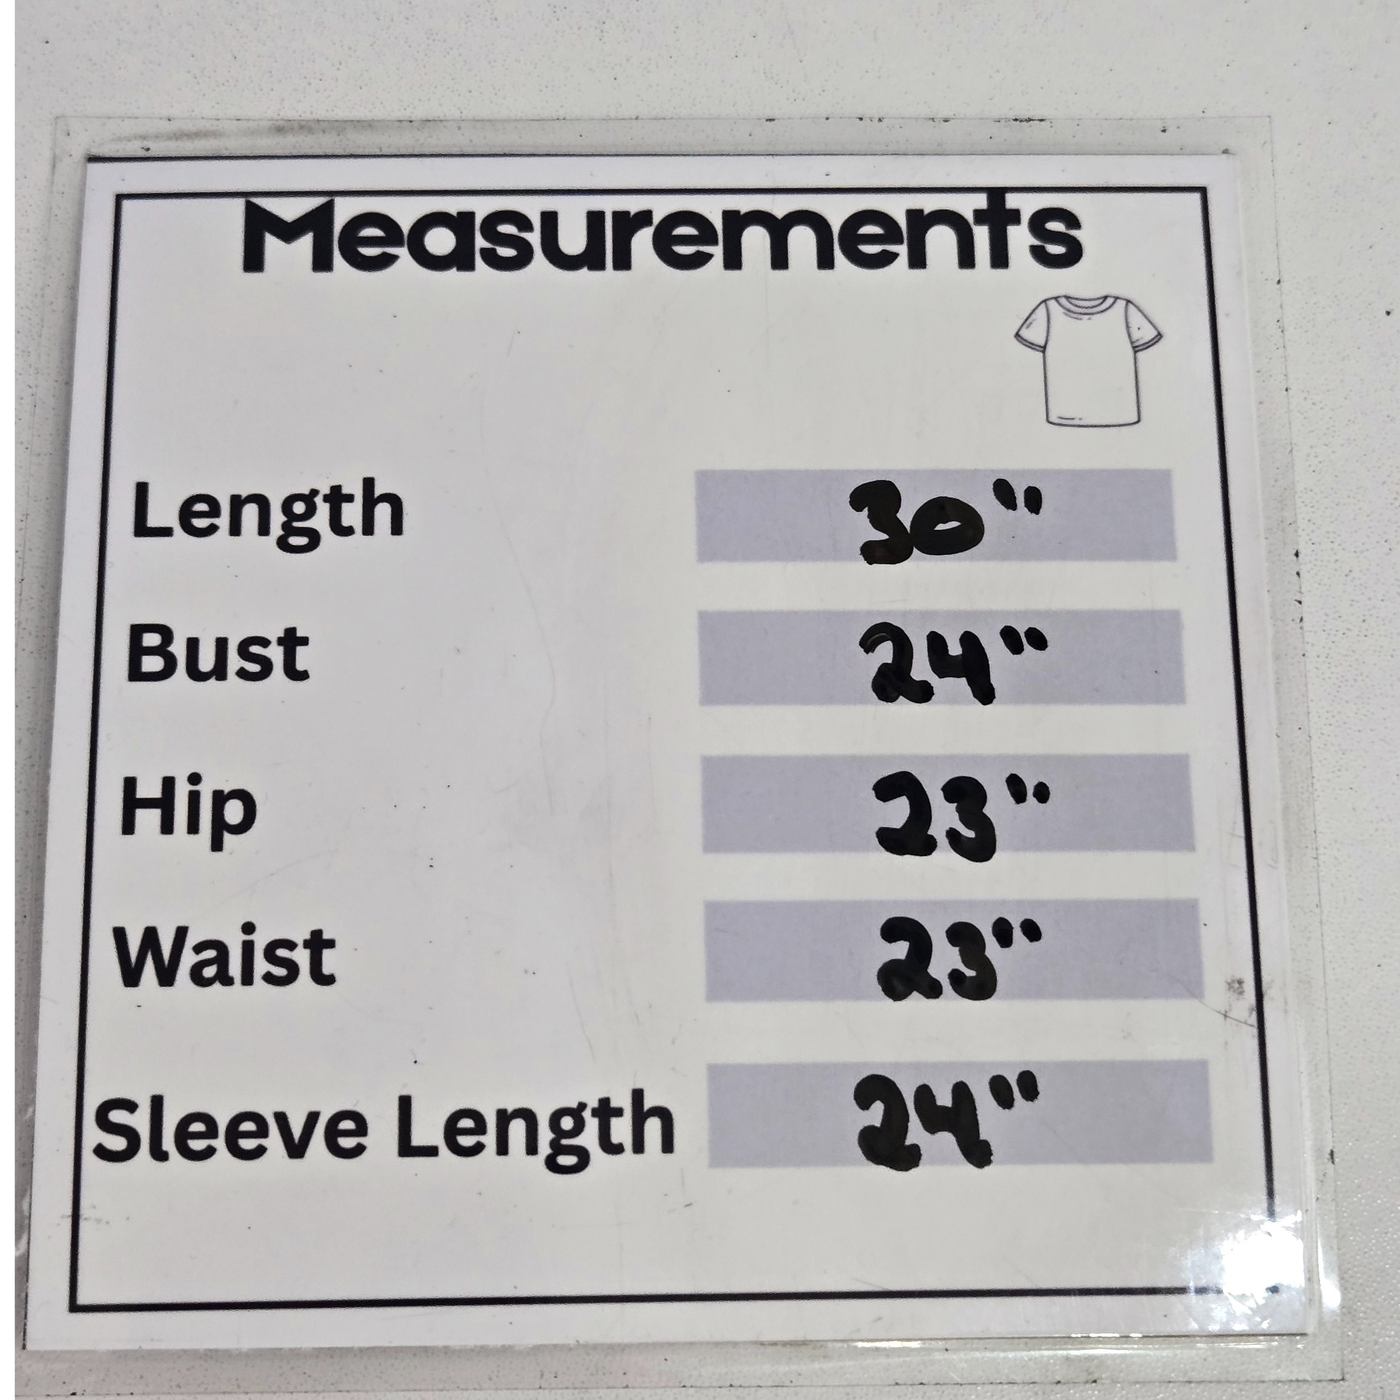 Measurements
Length 30"
Bust 24"
Hip 23"
Waist 23"
Sleeve Length 24"